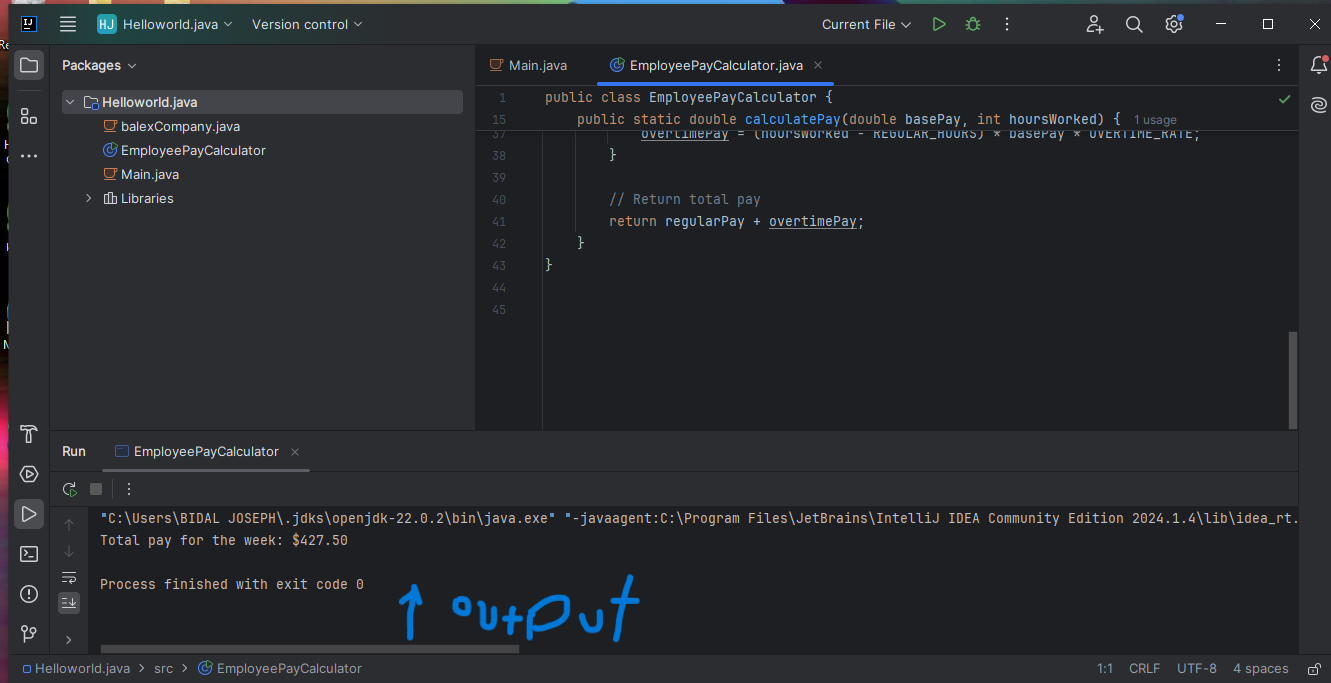 HJ Helloworld.java Version control Current File
Packages
Helloworld.java
balexCompany.java
EmployeePayCalculator
Main.java
Libraries
Main.java EmployeePayCalculator.java
1 public class EmployeePayCalculator {
15 public static double calculatePay(double basePay, int hoursWorked) { 1 usage
37 overtimePay = (hoursWorked - REGULAR_HOURS) * basePay * OVERTIME_RATE;
38 }
39
40 // Return total pay
41 return regularPay + overtimePay;
42 }
43 }
44
45
Run EmployeePayCalculator
"C:\Users\BIDAL JOSEPH\.jdks\openjdk-22.0.2\bin\java.exe" "-javaagent:C:\Program Files\JetBrains\IntelliJ IDEA Community Edition 2024.1.4\lib\idea_rt.
Total pay for the week: $427.50
Process finished with exit code 0
output
Helloworld.java > src > EmployeePayCalculator 1:1 CRLF UTF-8 4 spaces